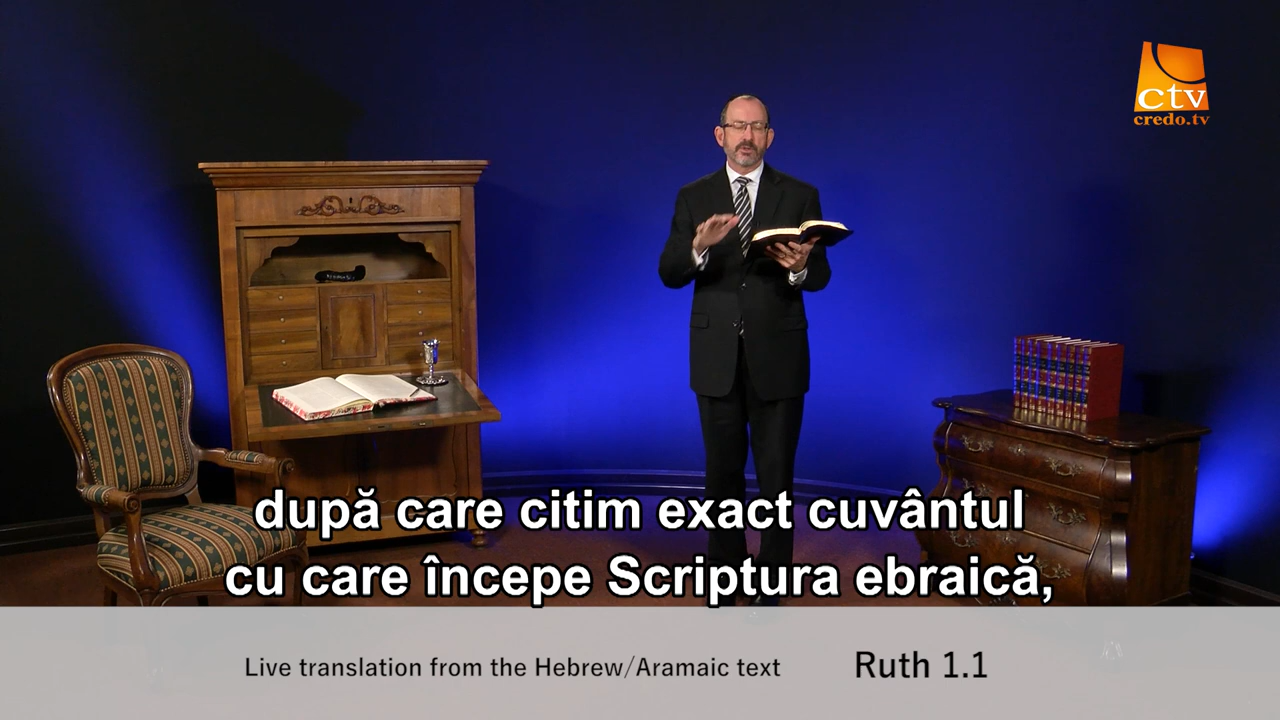 ctv
credo.tv
după care citim exact cuvântul
cu care începe Scriptura ebraică,
Live translation from the Hebrew/Aramaic text
Ruth 1.1